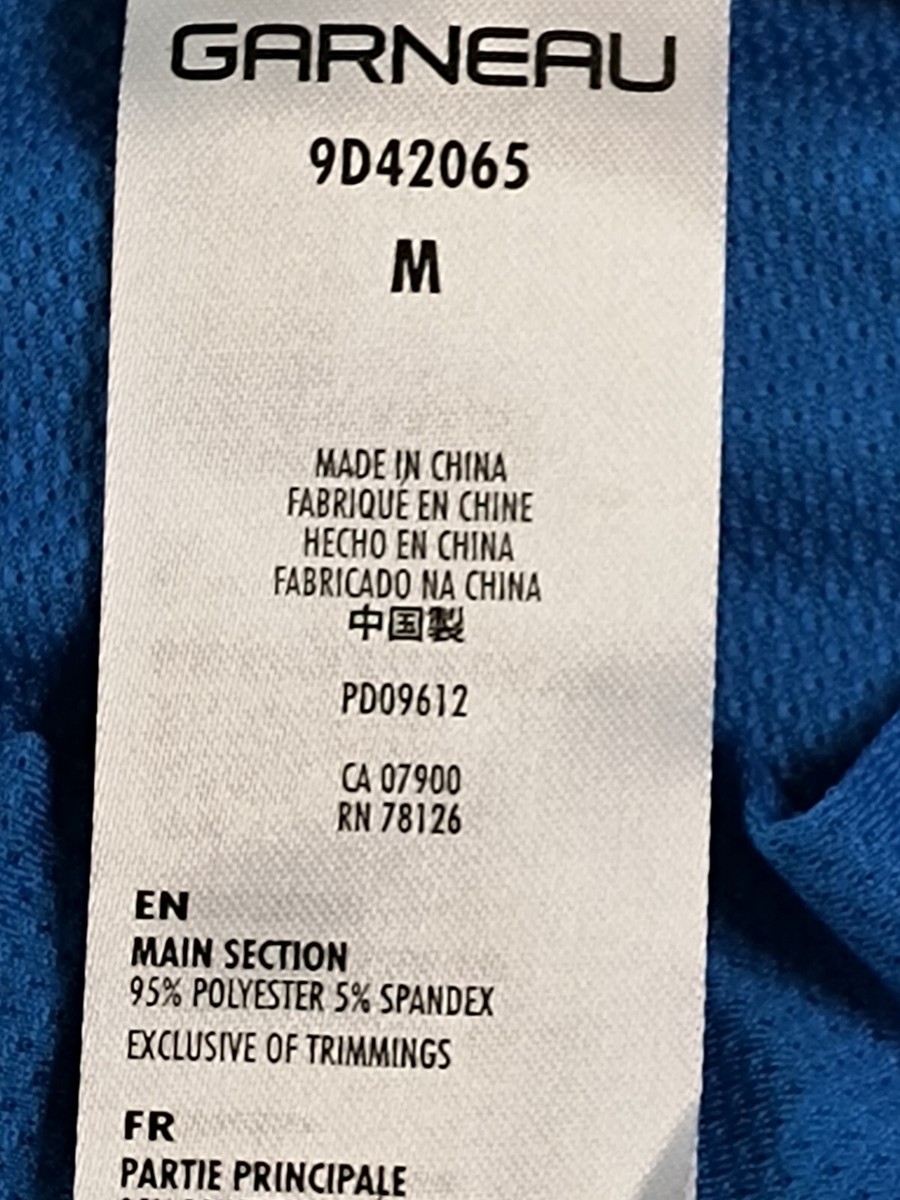 GARNEAU
9D42065
M
MADE IN CHINA
FABRIQUÉ EN CHINE
HECHO EN CHINA
FABRICADO NA CHINA
中国製
PD09612
CA 07900
RN 78126
EN
MAIN SECTION
95% POLYESTER 5% SPANDEX
EXCLUSIVE OF TRIMMINGS
FR
PARTIE PRINCIPALE